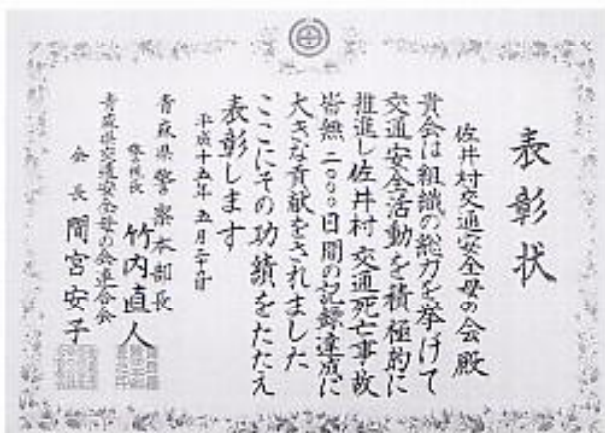 表彰状
佐井村交通安全母の会殿
貴会は組織の総力を挙げて
交通安全活動を積極的に
推進し佐井村交通死亡事故
皆無二〇〇〇日間の記録達成に
大きな貢献をされました
ここにその功績をたたえ
表彰します
平成十五年五月二十日
青森県警察本部長
警視長 竹内直人
青森県交通安全母の会連合会
会長 間宮安子